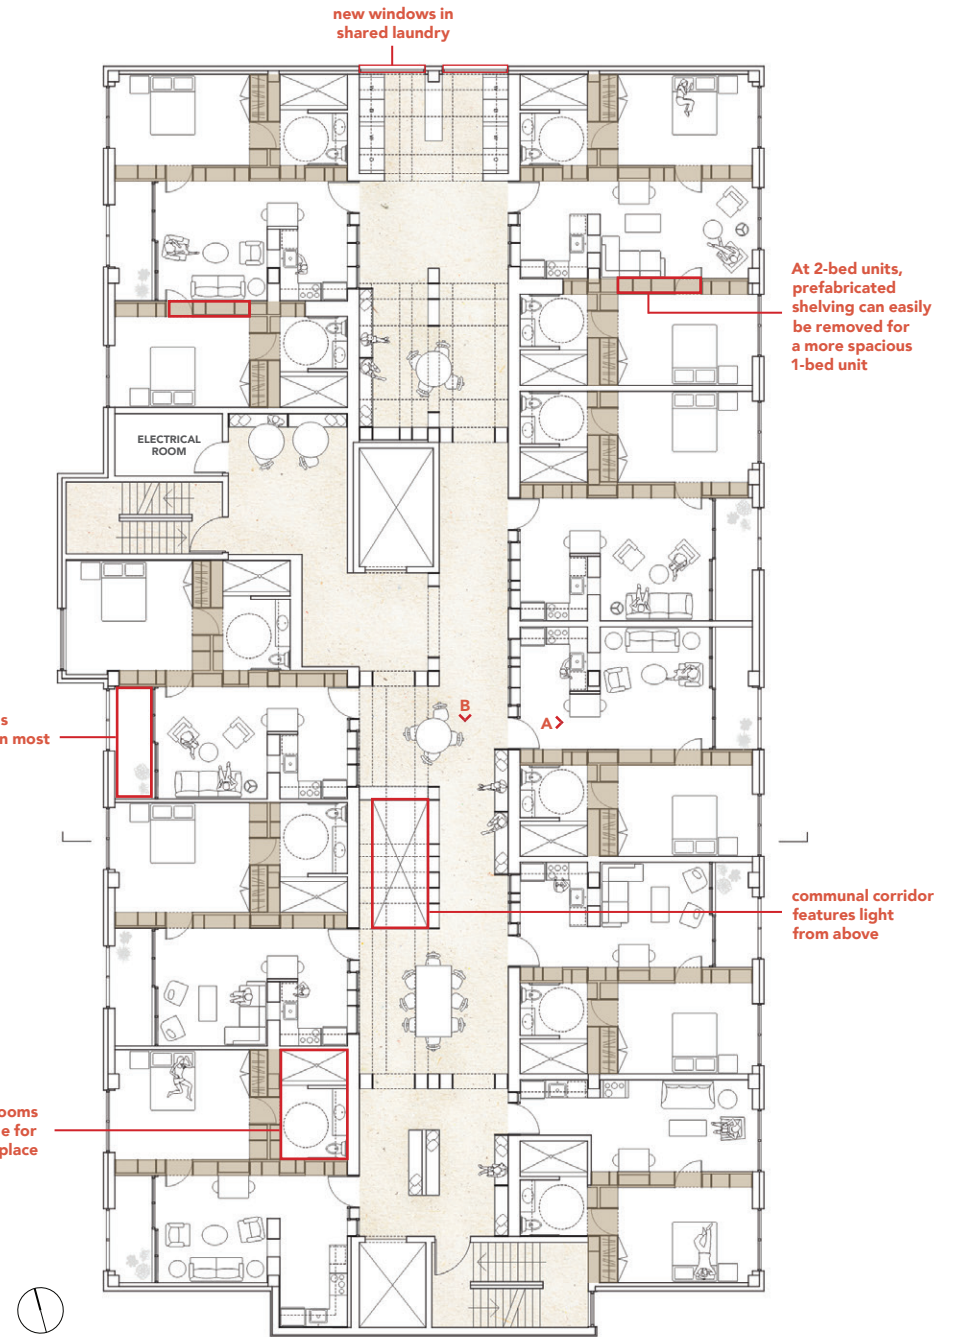 new windows in
shared laundry
At 2-bed units,
prefabricated
shelving can easily
be removed for
a more spacious
1-bed unit
ELECTRICAL
ROOM
B
A
s
n most
communal corridor
features light
from above
ooms
e for
place